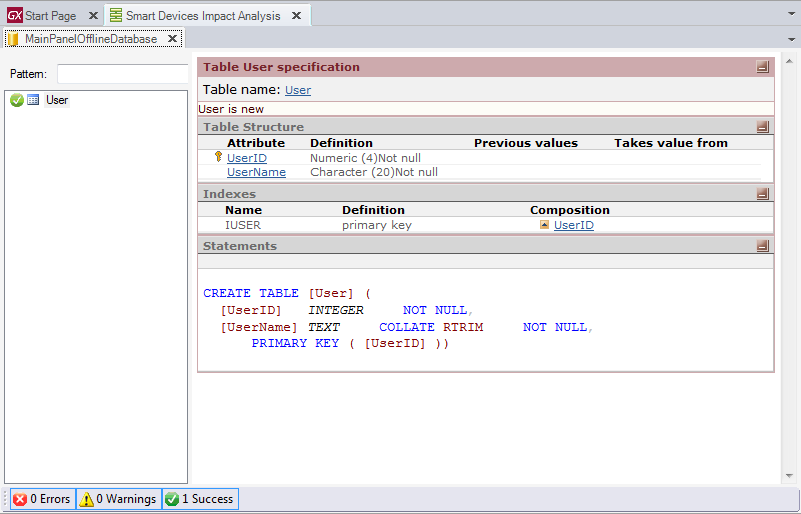 GX Start Page Smart Devices Impact Analysis
MainPanelOfflineDatabase
Pattern:
User
Table User specification
Table name: User
User is new
Table Structure
Attribute Definition Previous values Takes value from
UserID Numeric (4)Not null
UserName Character (20)Not null
Indexes
Name Definition Composition
IUSER primary key UserID
Statements
CREATE TABLE [User] (
[UserID] INTEGER NOT NULL,
[UserName] TEXT COLLATE RTRIM NOT NULL,
PRIMARY KEY ( [UserID] ))
0 Errors 0 Warnings 1 Success